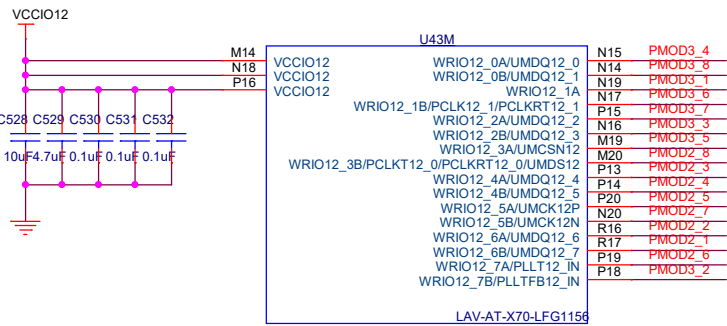 VCCIO12
U43M
M14 VCCIO12 WRIO12_0A/UMDQ12_0 N15 PMOD3_4
N18 VCCIO12 WRIO12_0B/UMDQ12_1 N14 PMOD3_8
P16 VCCIO12 WRIO12_1A N19 PMOD3_1
WRIO12_1B/PCLK12_1/PCLKRT12_1 N17 PMOD3_6
WRIO12_2A/UMDQ12_2 P15 PMOD3_7
C528 C529 C530 C531 C532 WRIO12_2B/UMDQ12_3 N16 PMOD3_3
WRIO12_3A/UMCSN12 M19 PMOD3_5
10uF 4.7uF 0.1uF 0.1uF 0.1uF WRIO12_3B/PCLKT12_0/PCLKRT12_0/UMDS12 M20 PMOD2_8
WRIO12_4A/UMDQ12_4 P13 PMOD2_3
WRIO12_4B/UMDQ12_5 P14 PMOD2_4
WRIO12_5A/UMCK12P P20 PMOD2_5
WRIO12_5B/UMCK12N N20 PMOD2_7
WRIO12_6A/UMDQ12_6 R16 PMOD2_2
WRIO12_6B/UMDQ12_7 R17 PMOD2_1
WRIO12_7A/PLLT12_IN P19 PMOD2_6
WRIO12_7B/PLLTFB12_IN P18 PMOD3_2
LAV-AT-X70-LFG1156